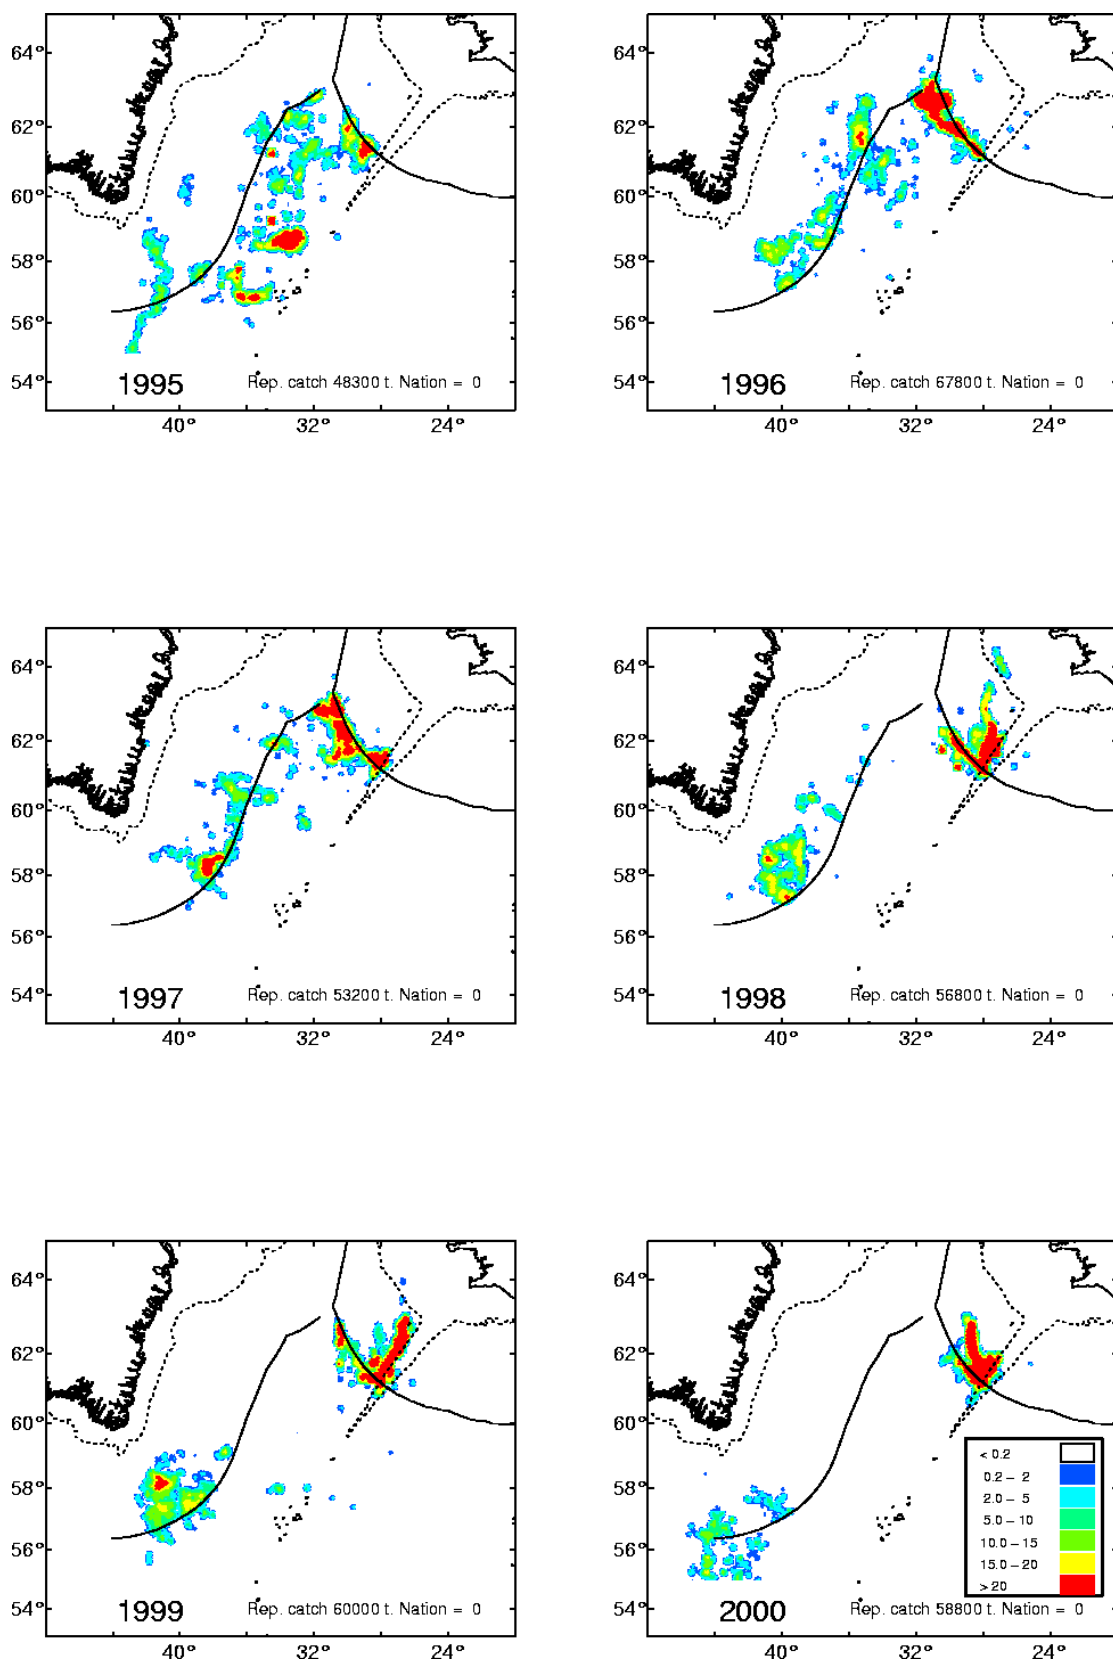 64° 64°
62° 62°
60° 60°
58° 58°
56° 56°
54° 54°
1995 Rep. catch 48300 t. Nation = 0 1996 Rep. catch 67800 t. Nation = 0
40° 32° 24° 40° 32° 24°
64° 64°
62° 62°
60° 60°
58° 58°
56° 56°
54° 54°
1997 Rep. catch 53200 t. Nation = 0 1998 Rep. catch 56800 t. Nation = 0
40° 32° 24° 40° 32° 24°
64° 64°
62° 62°
60° 60°
58° 58°
56° 56°
54° 54°
< 0.2
0.2 – 2
2.0 – 5
5.0 – 10
10.0 – 15
15.0 – 20
> 20
1999 Rep. catch 60000 t. Nation = 0 2000 Rep. catch 58800 t. Nation = 0
40° 32° 24° 40° 32° 24°